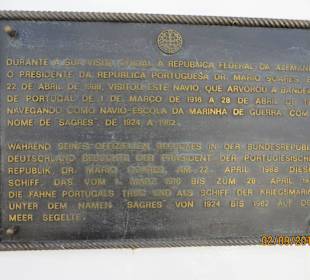 DURANTE A SUA VISITA OFICIAL À REPÚBLICA FEDERAL DA ALEMANHA
O PRESIDENTE DA REPÚBLICA PORTUGUESA DR. MÁRIO SOARES, EM
22 DE ABRIL DE 1988, VISITOU ESTE NAVIO QUE ARVOROU A BANDEIRA
DE PORTUGAL DE 1 DE MARÇO DE 1916 A 28 DE ABRIL DE
NAVEGANDO COMO NAVIO-ESCOLA DA MARINHA DE GUERRA COM
NOME DE SAGRES" DE 1924 A 1962.
WÄHREND SEINES OFFIZIELLEN BESUCHES IN DER BUNDESREPUBLIK
DEUTSCHLAND BESUCHTE DER PRÄSIDENT DER PORTUGIESISCHEN
REPUBLIK, DR. MÁRIO SOARES, AM 22. APRIL 1988 DIESES
SCHIFF, DAS VOM 1. MÄRZ 1916 BIS ZUM 28. APRIL
DIE FAHNE PORTUGALS TRUG UND ALS SCHIFF DER KRIEGSMARINE
UNTER DEM NAMEN "SAGRES" VON 1924 BIS 1962 AUF DEM
MEER SEGELTE.